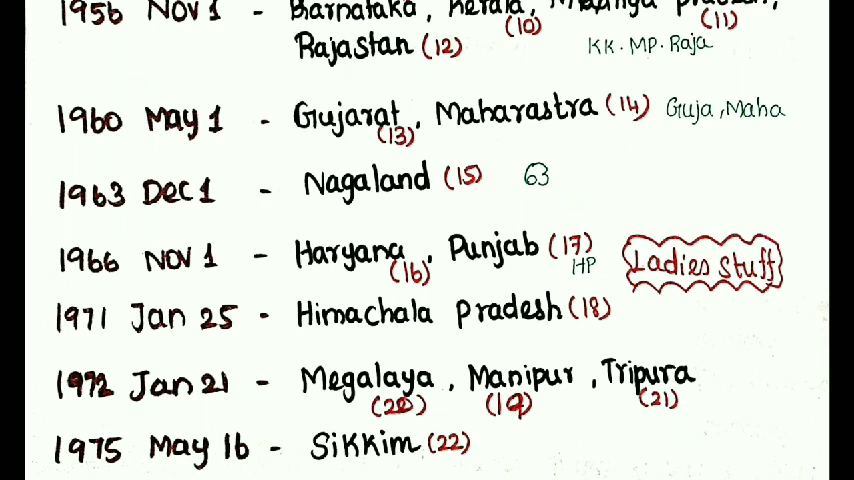 1956 Nov 1 - Karnataka, Kerala, Madhya Pradesh,
(10) (11)
Rajastan (12) KK. MP. Raja
1960 May 1 - Gujarat, Maharastra (14) Guja, Maha
(13)
1963 Dec 1 - Nagaland (15) 63
1966 Nov 1 - Haryana, Punjab (17)
(16) HP Ladies Stuff
1971 Jan 25 - Himachala Pradesh (18)
1972 Jan 21 - Megalaya, Manipur, Tripura
(20) (19) (21)
1975 May 16 - Sikkim (22)